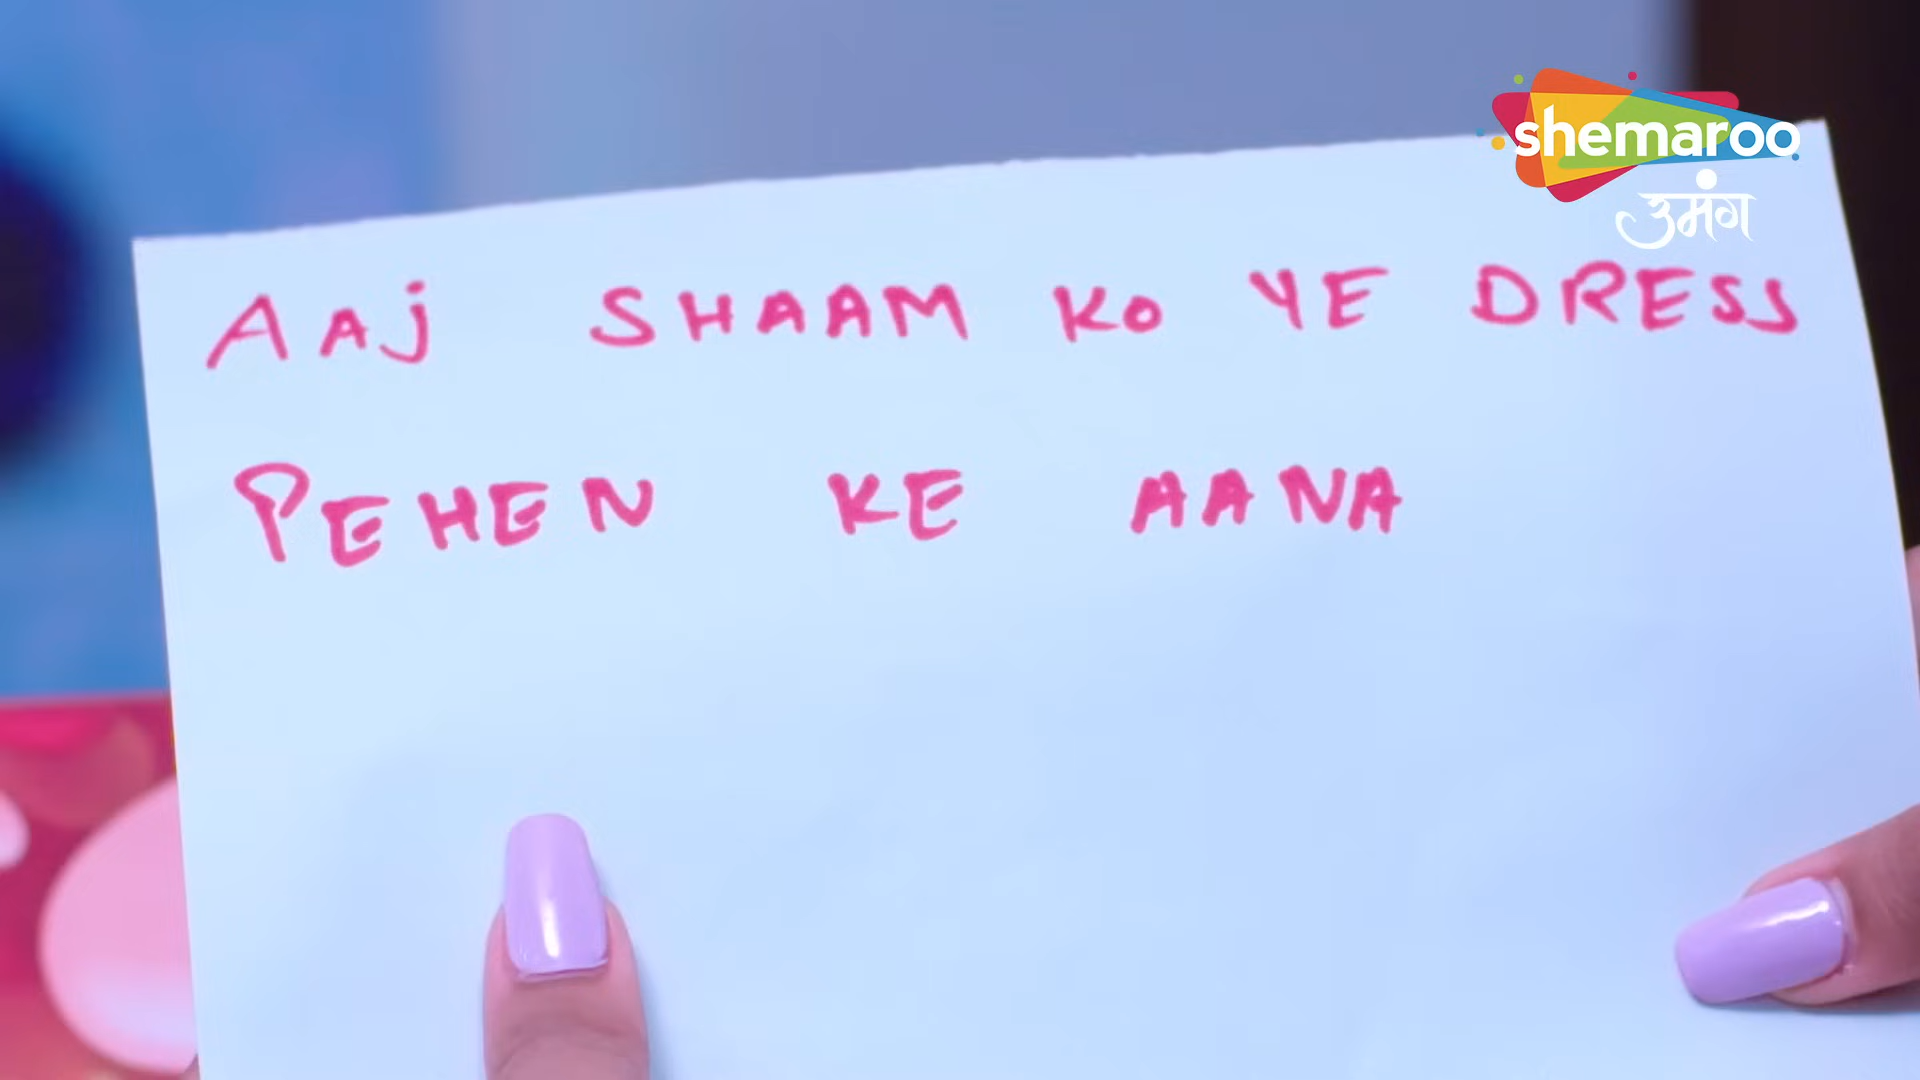 shemaroo
उमंग
AAJ SHAAM KO YE DRESS
PEHEN KE AANA